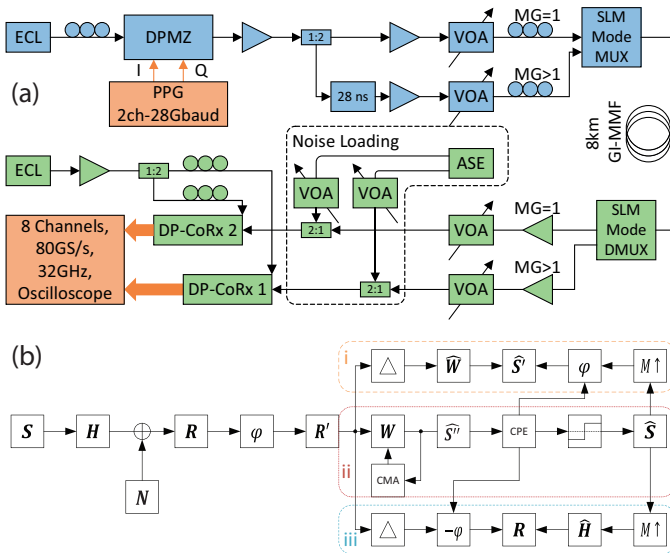 ECL
DPMZ
1:2
VOA
MG=1
SLM
Mode
MUX
I
Q
(a)
PPG
2ch-28Gbaud
28 ns
VOA
MG>1
8km
GI-MMF
Noise Loading
ECL
1:2
VOA
VOA
ASE
8 Channels,
80GS/s,
32GHz,
Oscilloscope
DP-CoRx 2
2:1
VOA
MG=1
SLM
Mode
DMUX
DP-CoRx 1
2:1
VOA
MG>1
(b)
i
△
Ŵ
Ŝ'
φ
M↑
S
H
R
φ
R'
W
Ŝ''
CPE
Ŝ
ii
N
CMA
iii
△
-φ
R
Ĥ
M↑